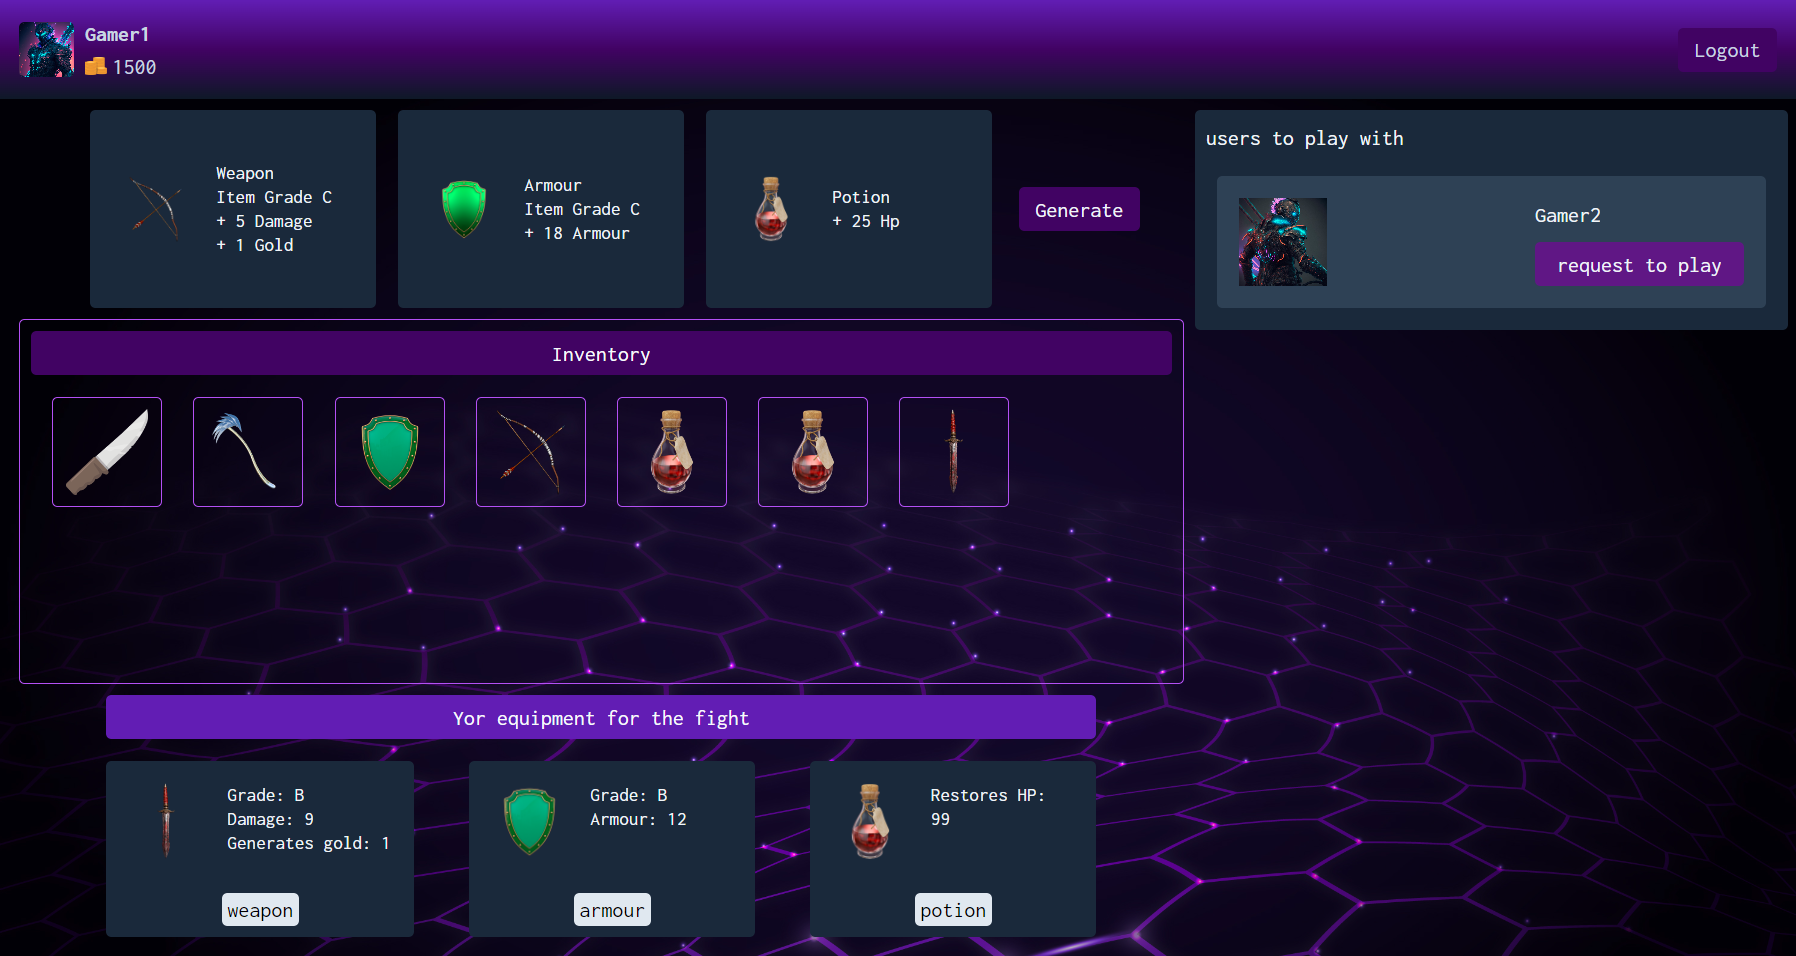 Gamer1
1500
Logout
Weapon
Item Grade C
+ 5 Damage
+ 1 Gold
Armour
Item Grade C
+ 18 Armour
Potion
+ 25 Hp
Generate
users to play with
Gamer2
request to play
Inventory
Yor equipment for the fight
Grade: B
Damage: 9
Generates gold: 1
weapon
Grade: B
Armour: 12
armour
Restores HP:
99
potion